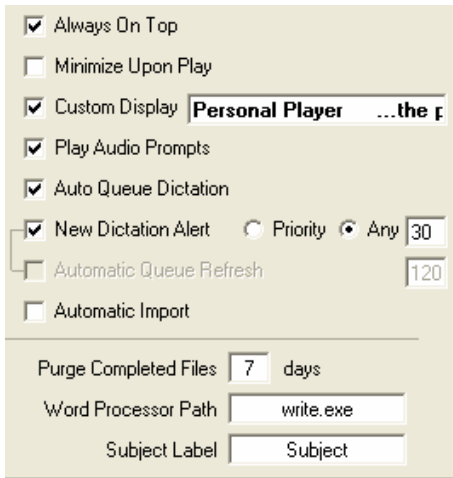 Always On Top
Minimize Upon Play
Custom Display Personal Player ...the p
Play Audio Prompts
Auto Queue Dictation
New Dictation Alert Priority Any 30
Automatic Queue Refresh 120
Automatic Import
Purge Completed Files 7 days
Word Processor Path write.exe
Subject Label Subject